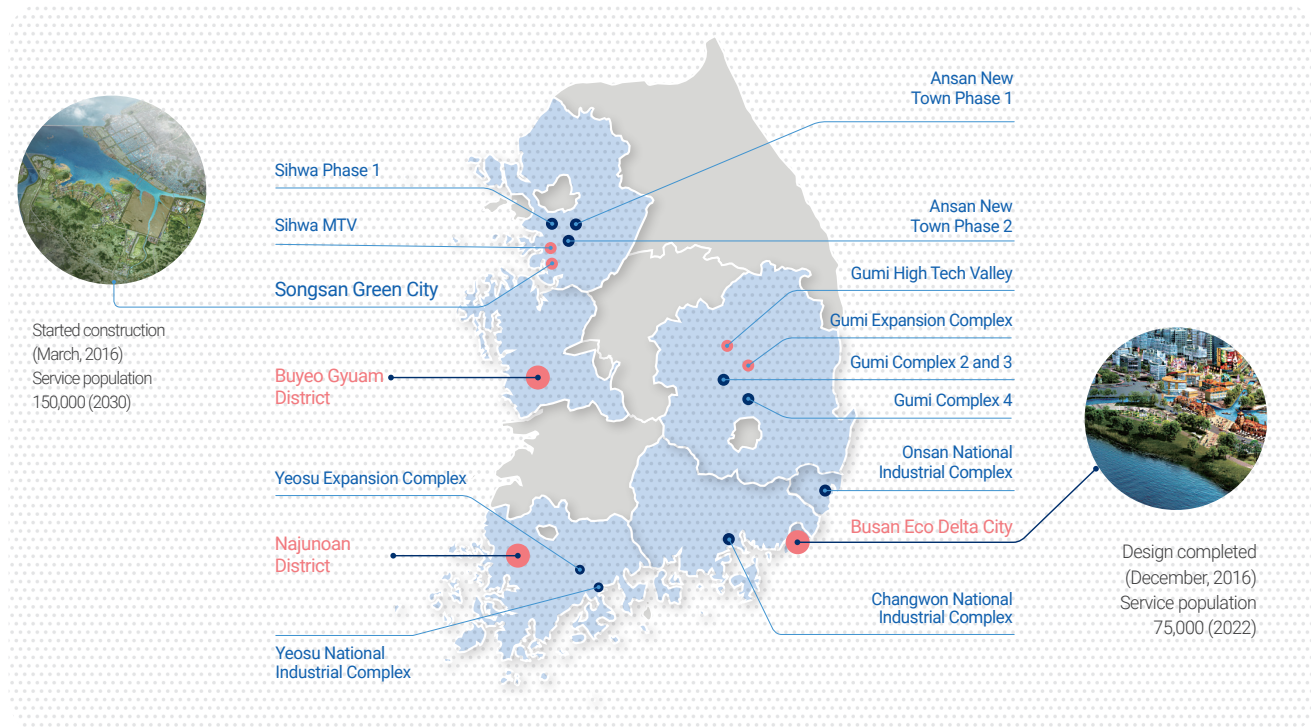 Ansan New
Town Phase 1
Sihwa Phase 1
Sihwa MTV
Ansan New
Town Phase 2
Songsan Green City
Gumi High Tech Valley
Gumi Expansion Complex
Started construction
(March, 2016)
Service population
150,000 (2030)
Buyeo Gyuam
District
Gumi Complex 2 and 3
Gumi Complex 4
Onsan National
Industrial Complex
Yeosu Expansion Complex
Busan Eco Delta City
Najunoan
District
Design completed
(December, 2016)
Service population
75,000 (2022)
Changwon National
Industrial Complex
Yeosu National
Industrial Complex